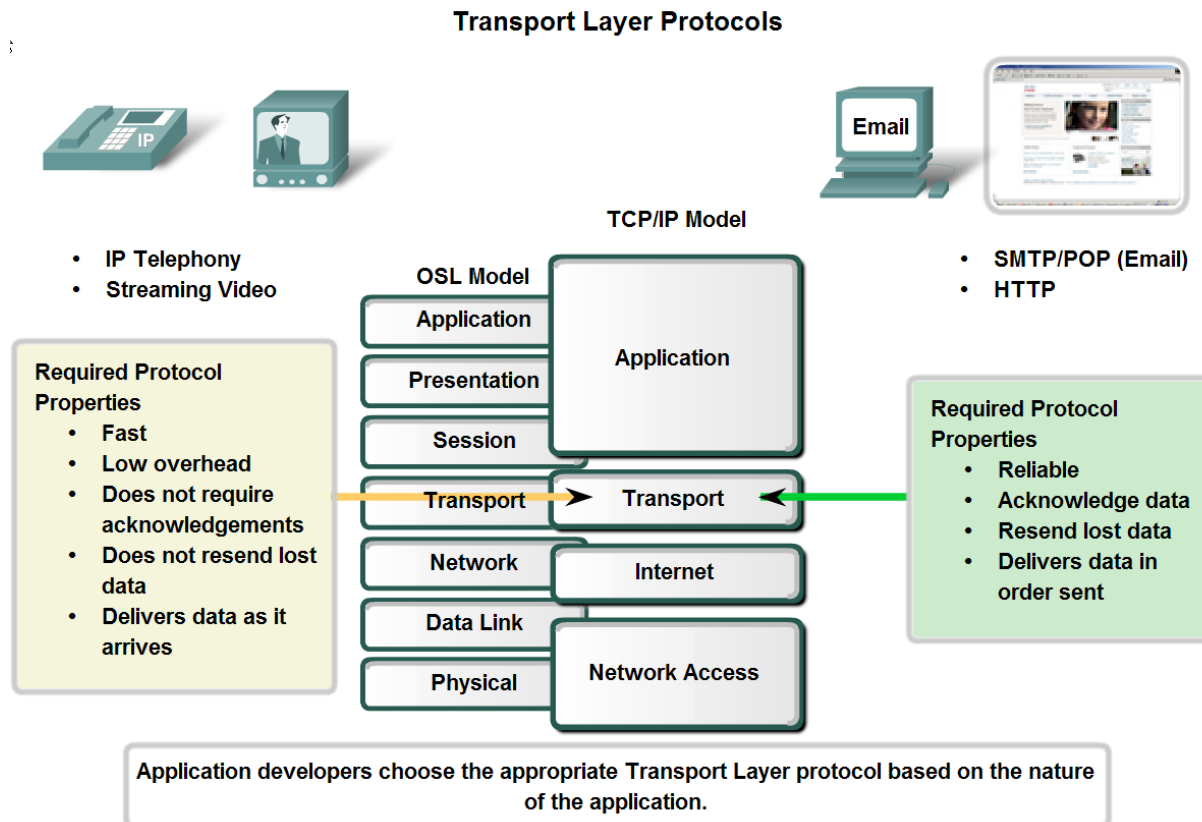 Transport Layer Protocols
IP
Email
• IP Telephony
• Streaming Video
TCP/IP Model
• SMTP/POP (Email)
• HTTP
OSL Model
Application
Presentation
Session
Transport
Network
Data Link
Physical
Application
Transport
Internet
Network Access
Required Protocol
Properties
• Fast
• Low overhead
• Does not require
acknowledgements
• Does not resend lost
data
• Delivers data as it
arrives
Required Protocol
Properties
• Reliable
• Acknowledge data
• Resend lost data
• Delivers data in
order sent
Application developers choose the appropriate Transport Layer protocol based on the nature
of the application.